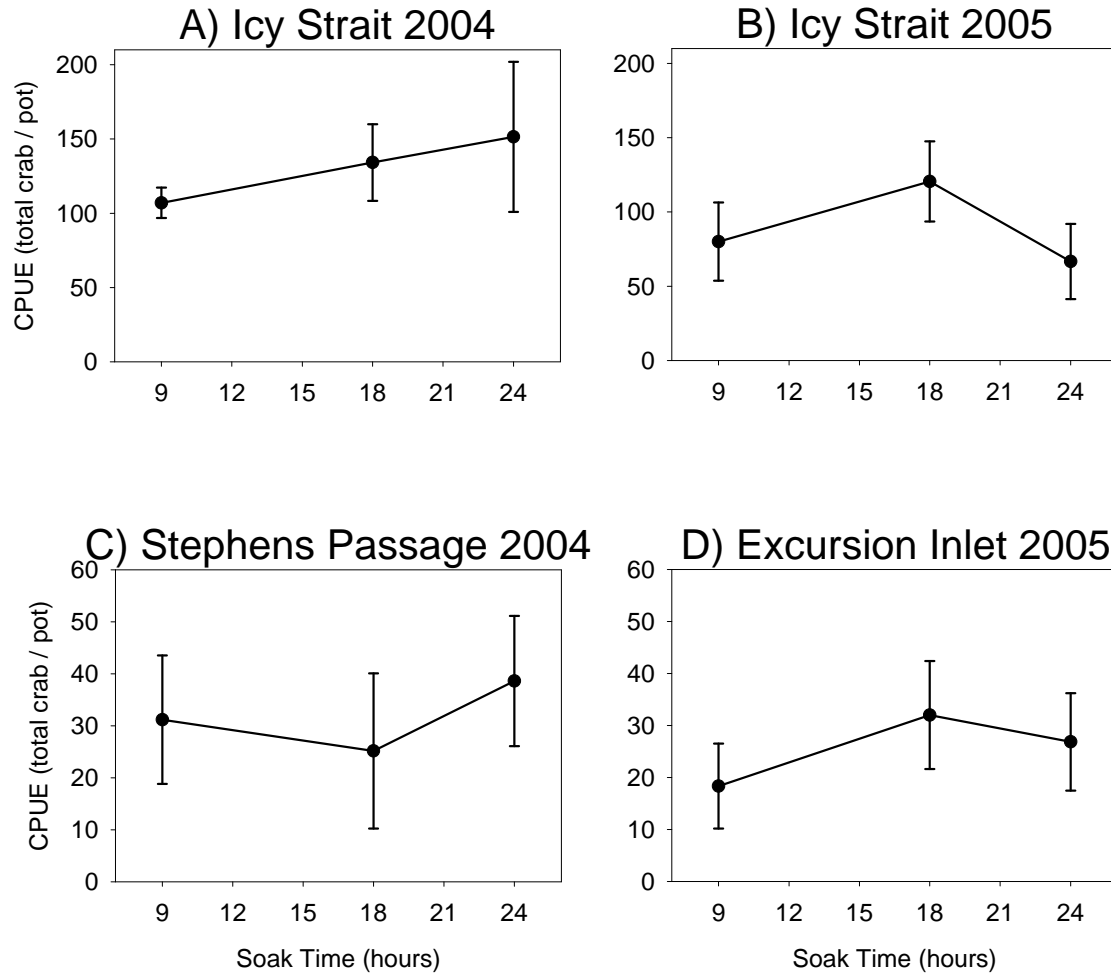 A) Icy Strait 2004
200
150
100
50
0
CPUE (total crab / pot)
9 12 15 18 21 24
B) Icy Strait 2005
200
150
100
50
0
9 12 15 18 21 24
C) Stephens Passage 2004
60
50
40
30
20
10
0
CPUE (total crab / pot)
9 12 15 18 21 24
Soak Time (hours)
D) Excursion Inlet 2005
60
50
40
30
20
10
0
9 12 15 18 21 24
Soak Time (hours)